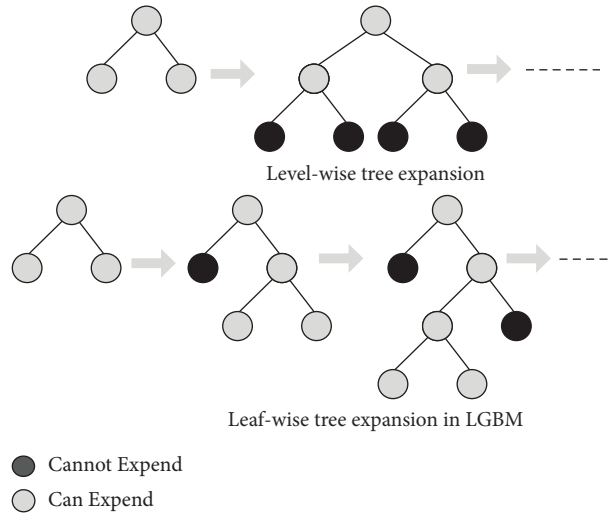 Level-wise tree expansion
Leaf-wise tree expansion in LGBM
Cannot Expend
Can Expend